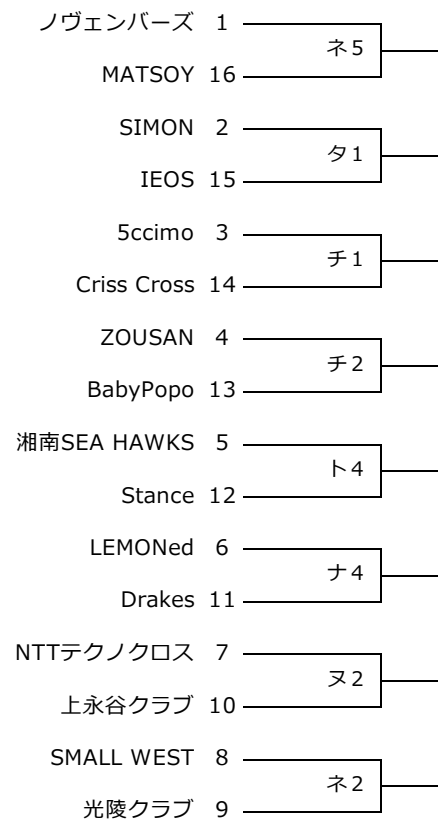 ノヴェンバーズ 1
ネ5
MATSOY 16
SIMON 2
タ1
IEOS 15
5ccimo 3
チ1
Criss Cross 14
ZOUSAN 4
チ2
BabyPopo 13
湘南SEA HAWKS 5
ト4
Stance 12
LEMONed 6
ナ4
Drakes 11
NTTテクノクロス 7
ヌ2
上永谷クラブ 10
SMALL WEST 8
ネ2
光陵クラブ 9